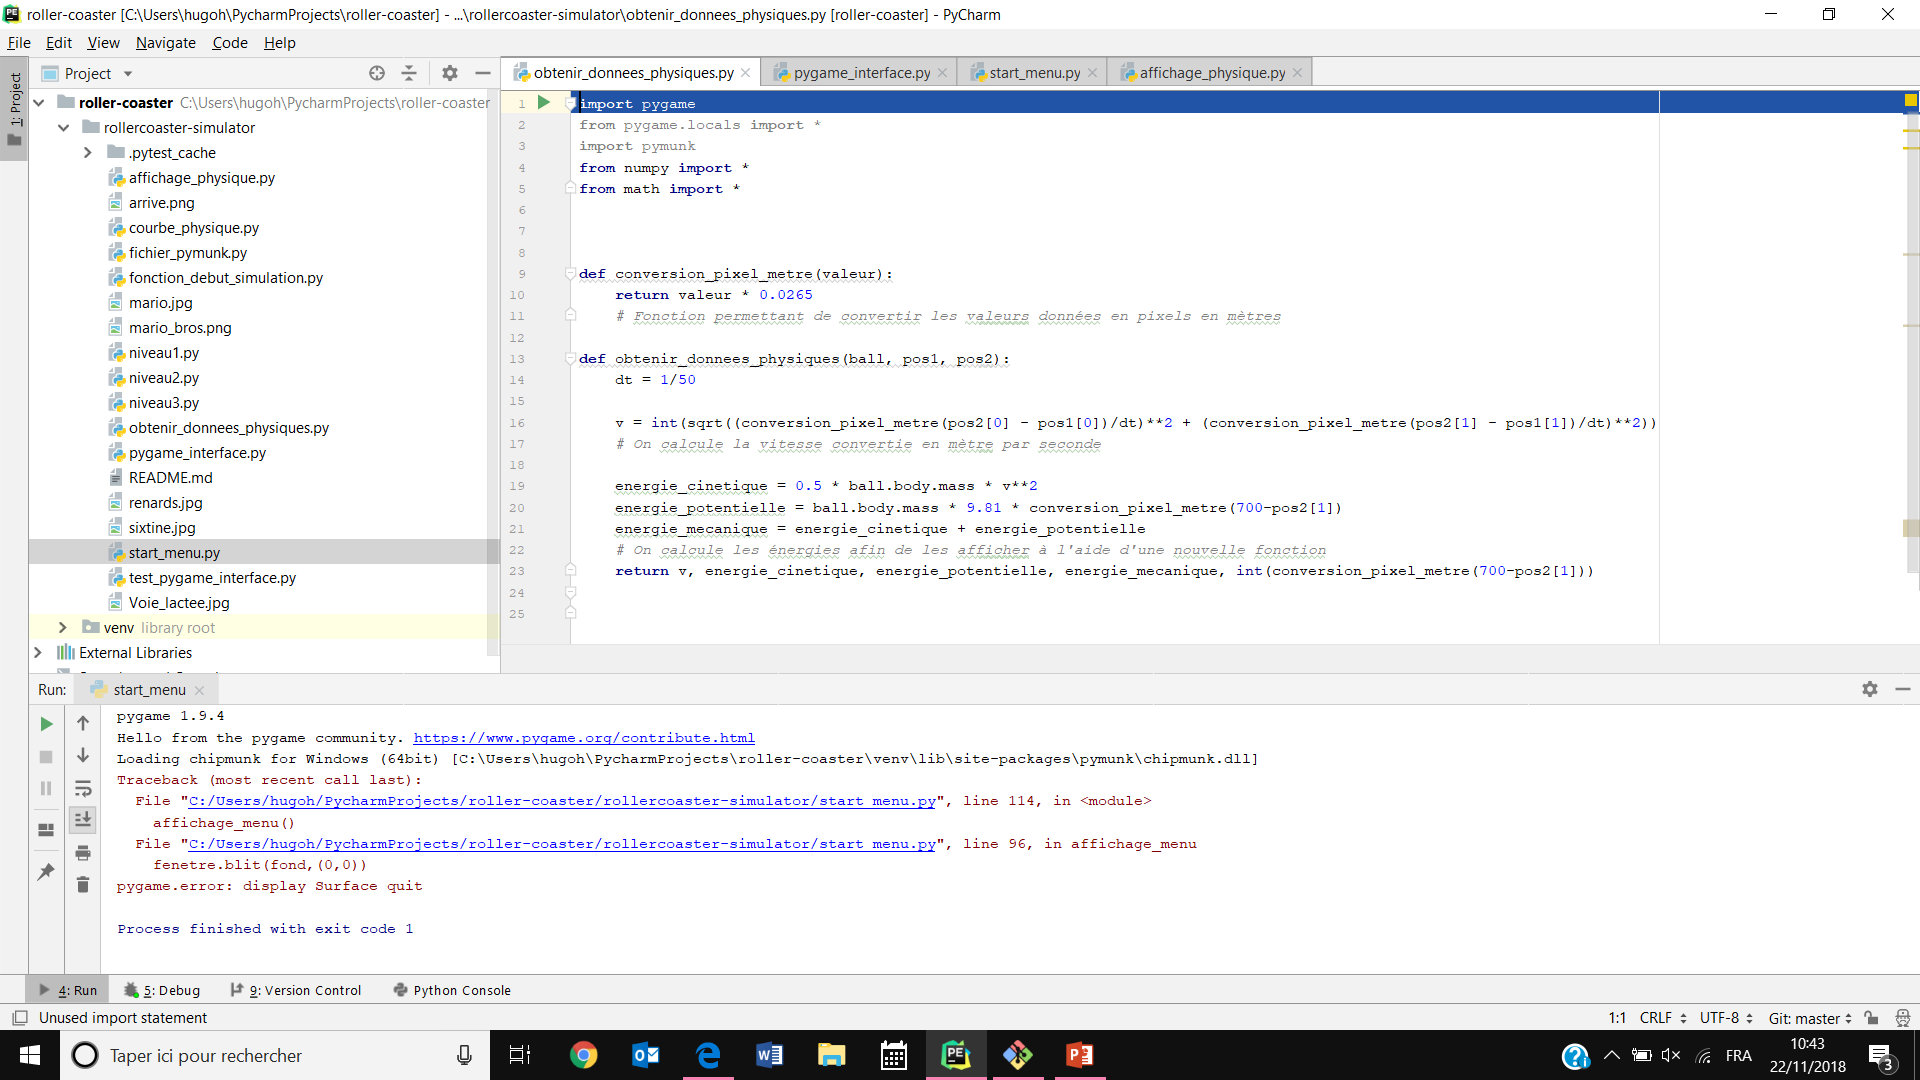 roller-coaster [C:\Users\hugoh\PycharmProjects\roller-coaster] - ...\rollercoaster-simulator\obtenir_donnees_physiques.py [roller-coaster] - PyCharm
File Edit View Navigate Code Help
1: Project
Project
roller-coaster C:\Users\hugoh\PycharmProjects\roller-coaster
rollercoaster-simulator
.pytest_cache
affichage_physique.py
arrive.png
courbe_physique.py
fichier_pymunk.py
fonction_debut_simulation.py
mario.jpg
mario_bros.png
niveau1.py
niveau2.py
niveau3.py
obtenir_donnees_physiques.py
pygame_interface.py
README.md
renards.jpg
sixtine.jpg
start_menu.py
test_pygame_interface.py
Voie_lactee.jpg
venv library root
External Libraries
obtenir_donnees_physiques.py pygame_interface.py start_menu.py affichage_physique.py
1 import pygame
2 from pygame.locals import *
3 import pymunk
4 from numpy import *
5 from math import *
6
7
8
9 def conversion_pixel_metre(valeur):
10 return valeur * 0.0265
11 # Fonction permettant de convertir les valeurs données en pixels en mètres
12
13 def obtenir_donnees_physiques(ball, pos1, pos2):
14 dt = 1/50
15
16 v = int(sqrt((conversion_pixel_metre(pos2[0] - pos1[0])/dt)**2 + (conversion_pixel_metre(pos2[1] - pos1[1])/dt)**2))
17 # On calcule la vitesse convertie en mètre par seconde
18
19 energie_cinetique = 0.5 * ball.body.mass * v**2
20 energie_potentielle = ball.body.mass * 9.81 * conversion_pixel_metre(700-pos2[1])
21 energie_mecanique = energie_cinetique + energie_potentielle
22 # On calcule les énergies afin de les afficher à l'aide d'une nouvelle fonction
23 return v, energie_cinetique, energie_potentielle, energie_mecanique, int(conversion_pixel_metre(700-pos2[1]))
24
25
Run: start_menu
pygame 1.9.4
Hello from the pygame community. https://www.pygame.org/contribute.html
Loading chipmunk for Windows (64bit) [C:\Users\hugoh\PycharmProjects\roller-coaster\venv\lib\site-packages\pymunk\chipmunk.dll]
Traceback (most recent call last):
File "C:/Users/hugoh/PycharmProjects/roller-coaster/rollercoaster-simulator/start_menu.py", line 114, in <module>
affichage_menu()
File "C:/Users/hugoh/PycharmProjects/roller-coaster/rollercoaster-simulator/start_menu.py", line 96, in affichage_menu
fenetre.blit(fond,(0,0))
pygame.error: display Surface quit
Process finished with exit code 1
4: Run 5: Debug 9: Version Control Python Console
Unused import statement 1:1 CRLF UTF-8 Git: master
Taper ici pour rechercher
FRA
10:43
22/11/2018
3